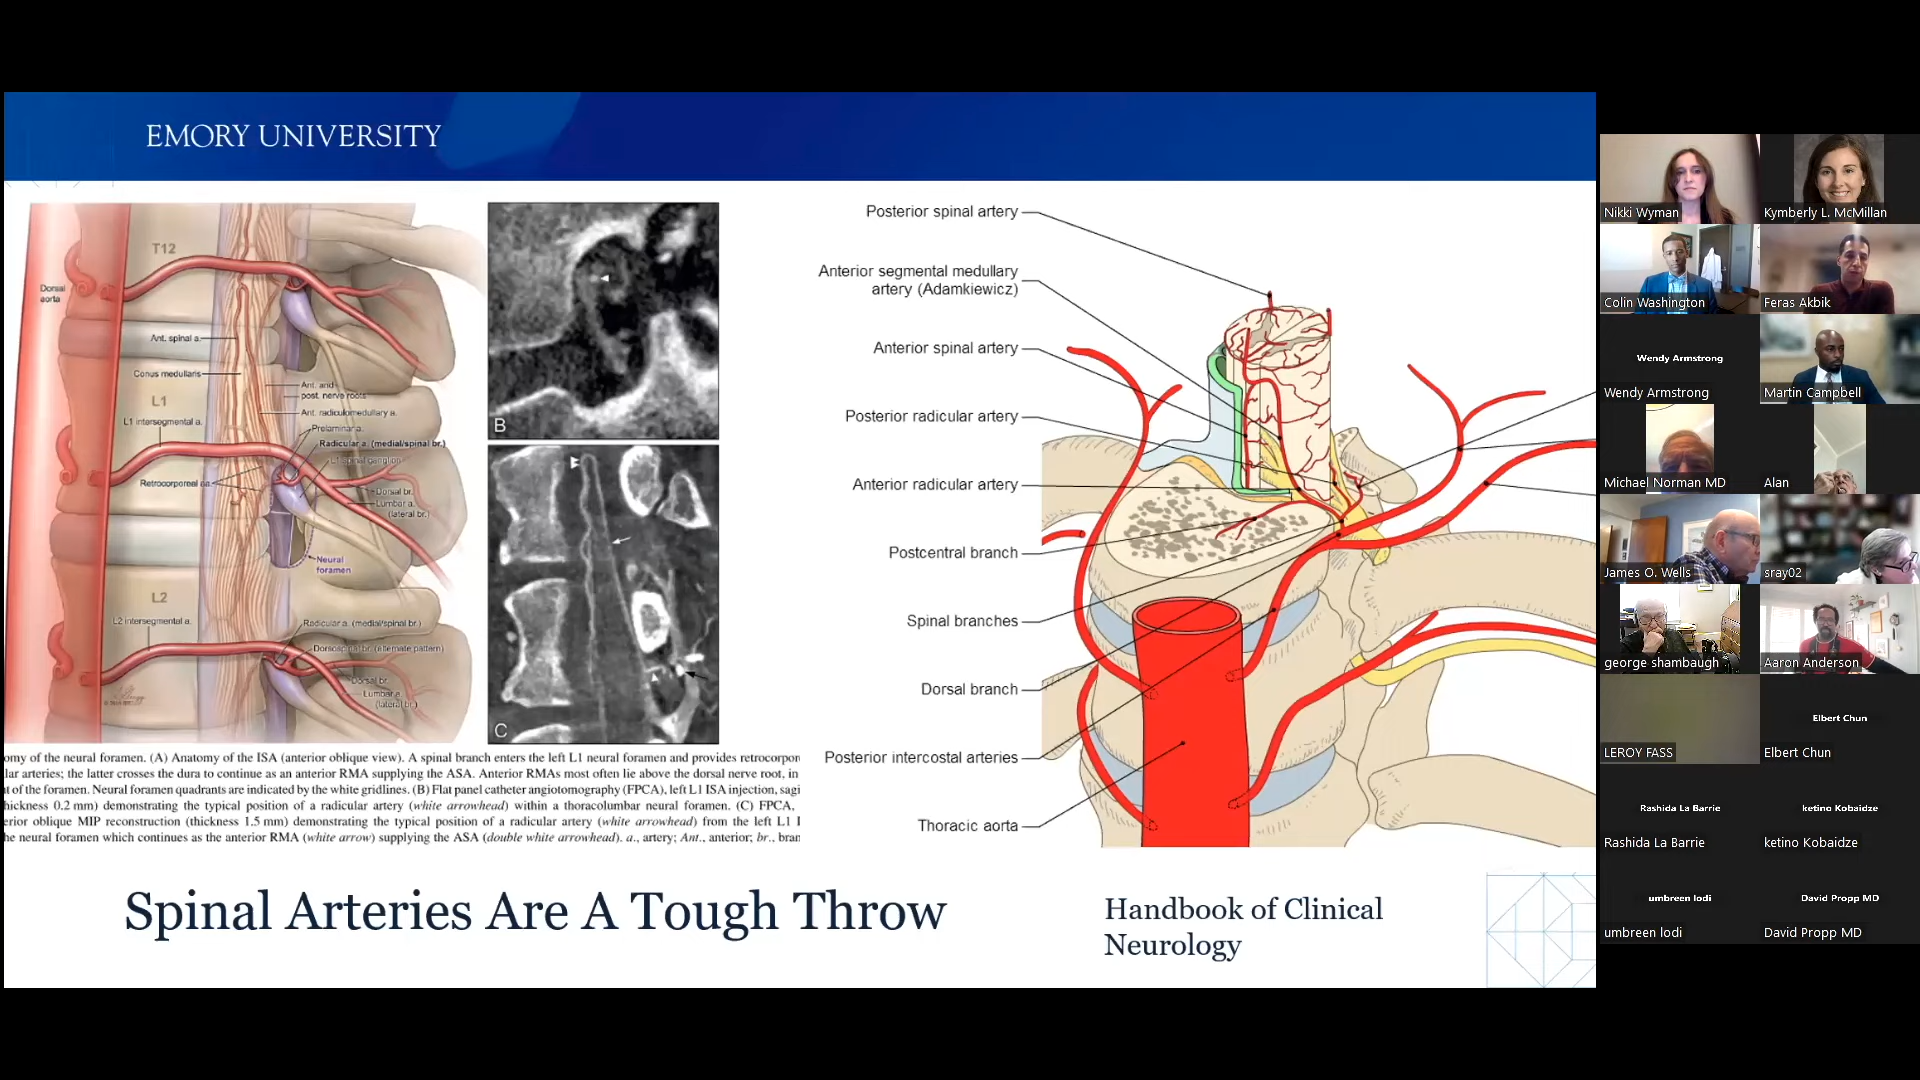 EMORY UNIVERSITY
T12
Dorsal
aorta
Ant. spinal a.
Conus medullaris
Ant. and
post. nerve roots
L1
Ant. radiculomedullary a.
L1 intersegmental a.
Prelaminar a.
Radicular a. (medial/spinal br.)
L1 spinal ganglion
Retrocorporeal aa.
Dorsal br.
Lumbar a.
(lateral br.)
Neural
foramen
L2
L2 intersegmental a.
Radicular a. (medial/spinal br.)
Dorsospinal br. (alternate pattern)
Dorsal br.
Lumbar a.
(lateral br.)
B
C
omy of the neural foramen. (A) Anatomy of the ISA (anterior oblique view). A spinal branch enters the left L1 neural foramen and provides retrocorpor
lar arteries; the latter crosses the dura to continue as an anterior RMA supplying the ASA. Anterior RMAs most often lie above the dorsal nerve root, in
t of the foramen. Neural foramen quadrants are indicated by the white gridlines. (B) Flat panel catheter angiotomography (FPCA), left L1 ISA injection, sagi
hickness 0.2 mm) demonstrating the typical position of a radicular artery (white arrowhead) within a thoracolumbar neural foramen. (C) FPCA,
erior oblique MIP reconstruction (thickness 1.5 mm) demonstrating the typical position of a radicular artery (white arrowhead) from the left L1 I
he neural foramen which continues as the anterior RMA (white arrow) supplying the ASA (double white arrowhead). a., artery; Ant., anterior; br., bran
Posterior spinal artery
Anterior segmental medullary
artery (Adamkiewicz)
Anterior spinal artery
Posterior radicular artery
Anterior radicular artery
Postcentral branch
Spinal branches
Dorsal branch
Posterior intercostal arteries
Thoracic aorta
Spinal Arteries Are A Tough Throw
Handbook of Clinical
Neurology
Nikki Wyman
Kymberly L. McMillan
Colin Washington
Feras Akbik
Wendy Armstrong
Wendy Armstrong
Martin Campbell
Michael Norman MD
Alan
James O. Wells
sray02
george shambaugh
Aaron Anderson
LEROY FASS
Elbert Chun
Elbert Chun
Rashida La Barrie
ketino Kobaidze
Rashida La Barrie
ketino Kobaidze
umbreen lodi
David Propp MD
umbreen lodi
David Propp MD